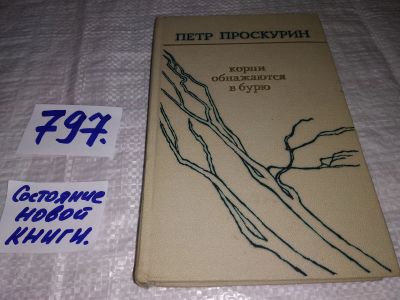 ПЕТР ПРОСКУРИН
корни
обнажаются
в бурю
797.
Состояние
НОВОЙ
КНИГИ.